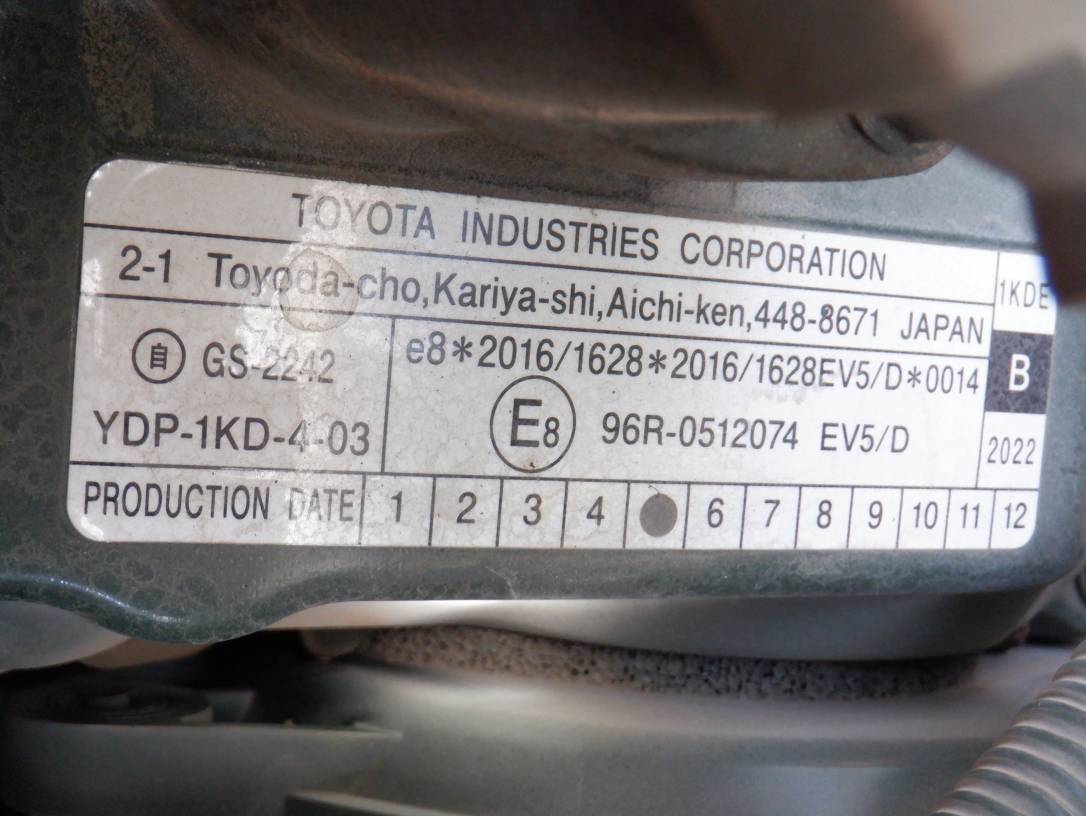 TOYOTA INDUSTRIES CORPORATION
2-1 Toyoda-cho,Kariya-shi,Aichi-ken,448-8671 JAPAN
1KDE
自 GS-2242
e8*2016/1628*2016/1628EV5/D*0014
B
YDP-1KD-4-03
E8 96R-0512074 EV5/D
2022
PRODUCTION DATE 1 2 3 4 6 7 8 9 10 11 12